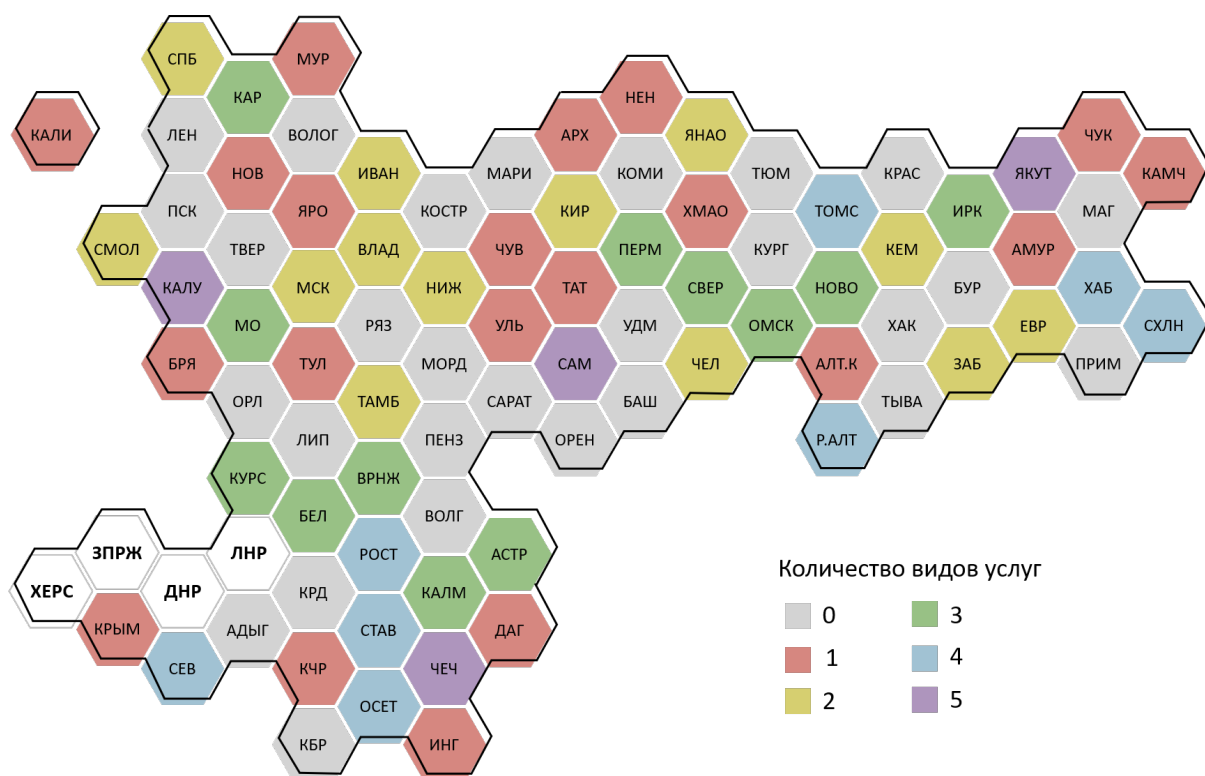 СПБ
МУР
КАР
НЕН
КАЛИ
ЛЕН
ВОЛОГ
АРХ
ЯНАО
ЧУК
НОВ
ИВАН
МАРИ
КОМИ
ТЮМ
КРАС
ЯКУТ
КАМЧ
ПСК
ЯРО
КОСТР
КИР
ХМАО
ТОМС
ИРК
МАГ
СМОЛ
ТВЕР
ВЛАД
ЧУВ
ПЕРМ
КУРГ
КЕМ
АМУР
КАЛУ
МСК
НИЖ
ТАТ
СВЕР
НОВО
БУР
ХАБ
МО
РЯЗ
УЛЬ
УДМ
ОМСК
ХАК
ЕВР
СХЛН
БРЯ
ТУЛ
МОРД
САМ
ЧЕЛ
АЛТ.К
ЗАБ
ПРИМ
ОРЛ
ТАМБ
САРАТ
БАШ
ТЫВА
ЛИП
ПЕНЗ
ОРЕН
Р.АЛТ
КУРС
ВРНЖ
БЕЛ
ВОЛГ
ЗПРЖ
ЛНР
РОСТ
АСТР
ХЕРС
ДНР
КРД
КАЛМ
КРЫМ
АДЫГ
СТАВ
ДАГ
СЕВ
КЧР
ЧЕЧ
ОСЕТ
КБР
ИНГ
Количество видов услуг
0
3
1
4
2
5